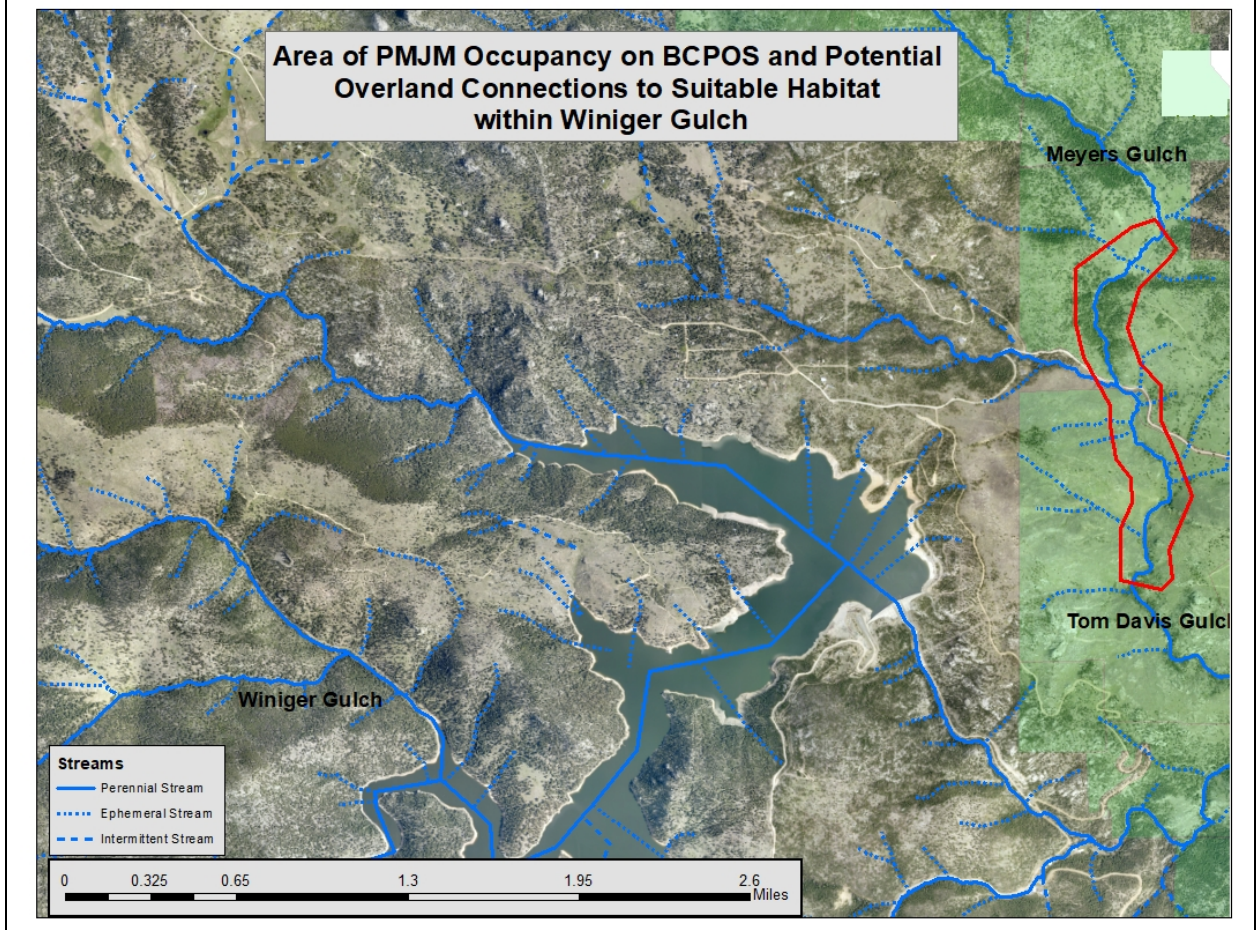 Area of PMJM Occupancy on BCPOS and Potential
Overland Connections to Suitable Habitat
within Winiger Gulch
Meyers Gulch
Tom Davis Gulcl
Winiger Gulch
Streams
Perennial Stream
Ephemeral Stream
Intermittent Stream
0 0.325 0.65 1.3 1.95 2.6
Miles